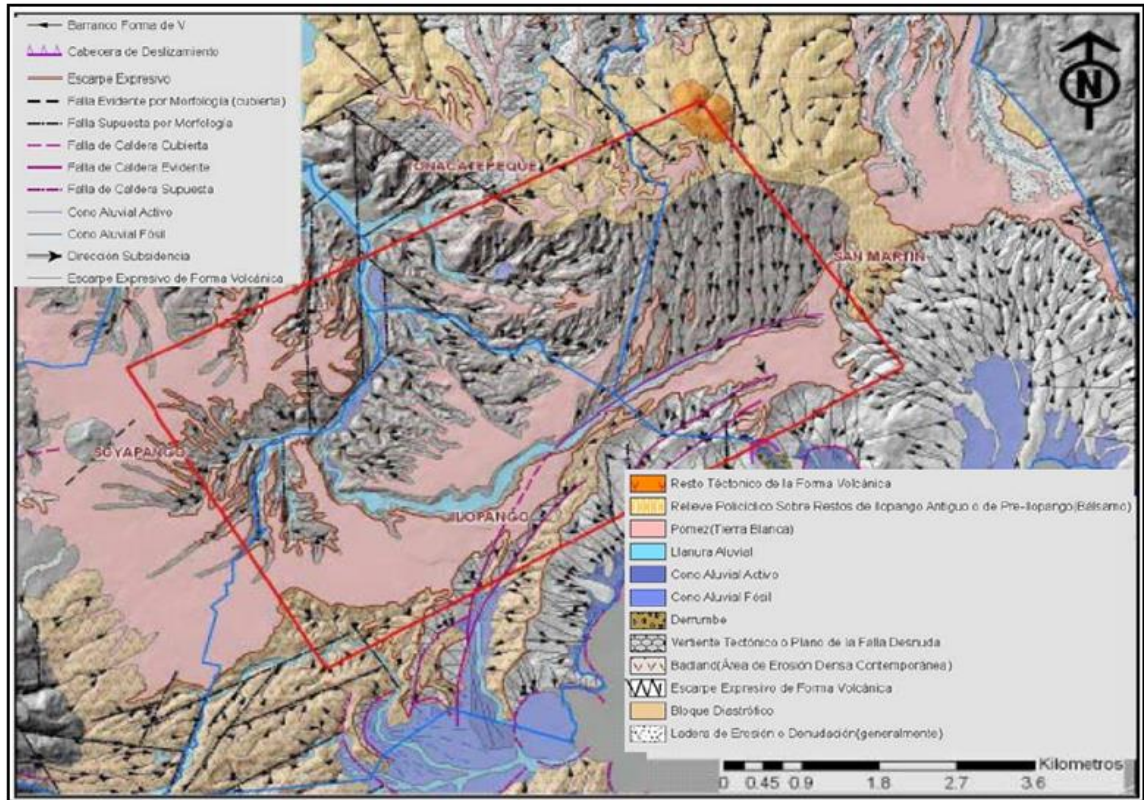 Barranco Forma de V
Cabecera de Deslizamiento
Escarpe Expresivo
Falla Evidente por Morfología (cubierta)
Falla Supuesta por Morfología
Falla de Caldera Cubierta
Falla de Caldera Evidente
Falla de Caldera Supuesta
Cono Aluvial Activo
Cono Aluvial Fósil
Dirección Subsidencia
Escarpe Expresivo de Forma Volcánica
N
TONACATEPEQUE
SAN MARTIN
SOYAPANGO
ILOPANGO
Resto Téctonico de la Forma Volcánica
Relieve Policíclico Sobre Restos de Ilopango Antiguo o de Pre-Ilopango(Bálsamo)
Pómez(Tierra Blanca)
Llanura Aluvial
Cono Aluvial Activo
Cono Aluvial Fósil
Derrumbe
Vertiente Tectónico o Plano de la Falla Desnuda
Badland(Área de Erosión Densa Contemporánea)
Escarpe Expresivo de Forma Volcánica
Bloque Diastrófico
Ladera de Erosión o Denudación(generalmente)
Kilometros
0 0.45 0.9 1.8 2.7 3.6